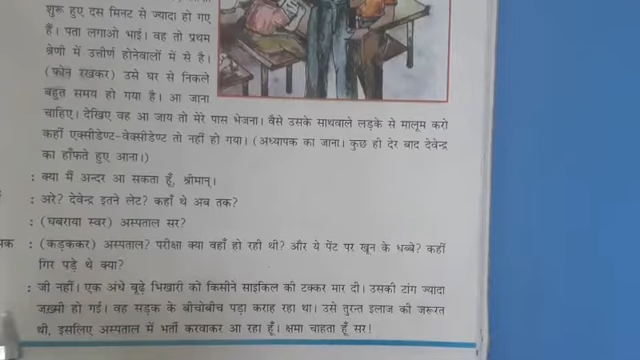 शुरू हुए दस मिनट से ज्यादा हो गए
हैं। पता लगाओ भाई। वह तो प्रथम
श्रेणी में उत्तीर्ण होनेवालों में से है।
(फोन रखकर) उसे घर से निकले
बहुत समय हो गया है। आ जाना
चाहिए। देखिए वह आ जाय तो मेरे पास भेजना। वैसे उसके साथवाले लड़के से मालूम करो
कहीं एक्सीडेण्ट-वेक्सीडेण्ट तो नहीं हो गया। (अध्यापक का जाना। कुछ ही देर बाद देवेन्द्र
का हाँफते हुए आना।)
: क्या मैं अन्दर आ सकता हूँ, श्रीमान्।
: अरे? देवेन्द्र इतने लेट? कहाँ थे अब तक?
: (घबराया स्वर) अस्पताल सर?
: (कड़ककर) अस्पताल? परीक्षा क्या वहाँ हो रही थी? और ये पेंट पर खून के धब्बे? कहीं
गिर पड़े थे क्या?
: जी नहीं। एक अंधे बूढ़े भिखारी को किसीने साइकिल की टक्कर मार दी। उसकी टांग ज्यादा
जख़्मी हो गई। वह सड़क के बीचोबीच पड़ा कराह रहा था। उसे तुरन्त इलाज की जरूरत
थी, इसलिए अस्पताल में भर्ती करवाकर आ रहा हूँ। क्षमा चाहता हूँ सर!